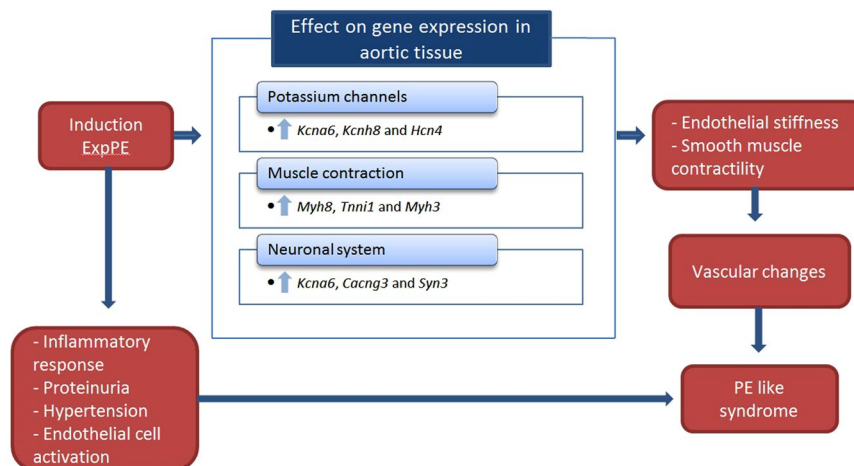 Effect on gene expression in
aortic tissue
Induction
ExpPE
Potassium channels
• Kcna6, Kcnh8 and Hcn4
Muscle contraction
• Myh8, Tnni1 and Myh3
Neuronal system
• Kcna6, Cacng3 and Syn3
- Endothelial stiffness
- Smooth muscle
contractility
Vascular changes
- Inflammatory
response
- Proteinuria
- Hypertension
- Endothelial cell
activation
PE like
syndrome